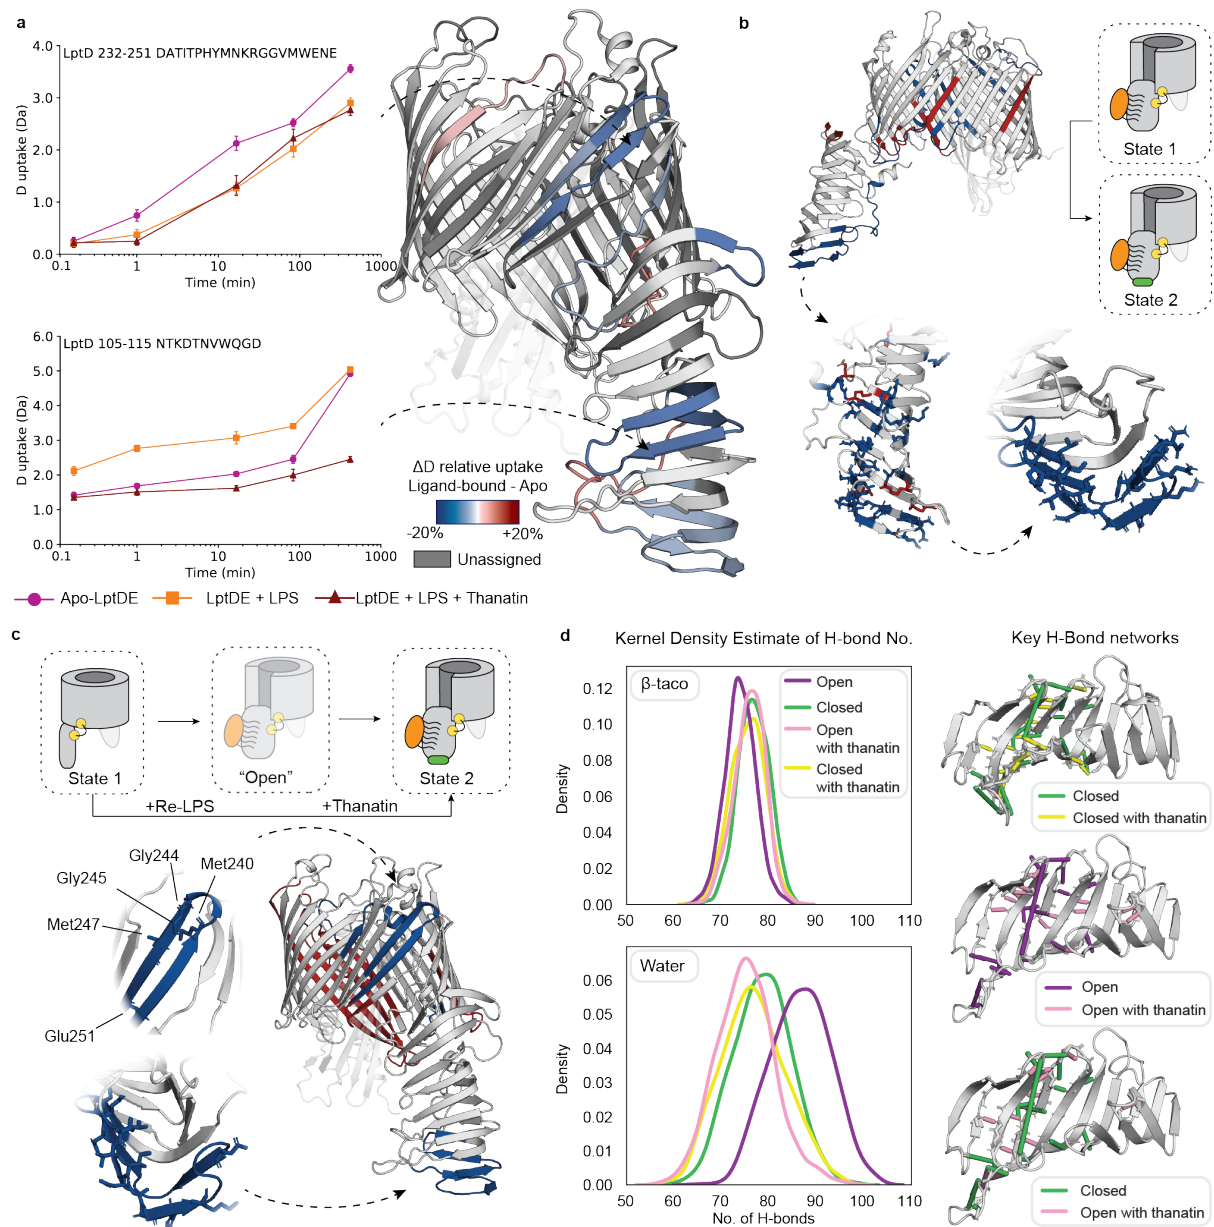 a
LptD 232-251 DATITPHYMNKRGGVMWENE
4.0
3.0
2.0
1.0
0.0
D uptake (Da)
0.1
1
10
100
1000
Time (min)
LptD 105-115 NTKDTNVWQGD
6.0
5.0
4.0
3.0
2.0
1.0
0.0
D uptake (Da)
0.1
1
10
100
1000
Time (min)
ΔD relative uptake
Ligand-bound - Apo
-20%
+20%
Unassigned
Apo-LptDE
LptDE + LPS
LptDE + LPS + Thanatin
b
State 1
State 2
c
State 1
“Open”
State 2
+Re-LPS
+Thanatin
Gly244
Met240
Gly245
Met247
Glu251
d
Kernel Density Estimate of H-bond No.
β-taco
Open
Closed
Open
with thanatin
Closed
with thanatin
0.12
0.10
0.08
0.06
0.04
0.02
0.00
Density
50
60
70
80
90
100
110
Water
0.06
0.05
0.04
0.03
0.02
0.01
0.00
Density
50
60
70
80
90
100
110
No. of H-bonds
Key H-Bond networks
Closed
Closed with thanatin
Open
Open with thanatin
Closed
Open with thanatin